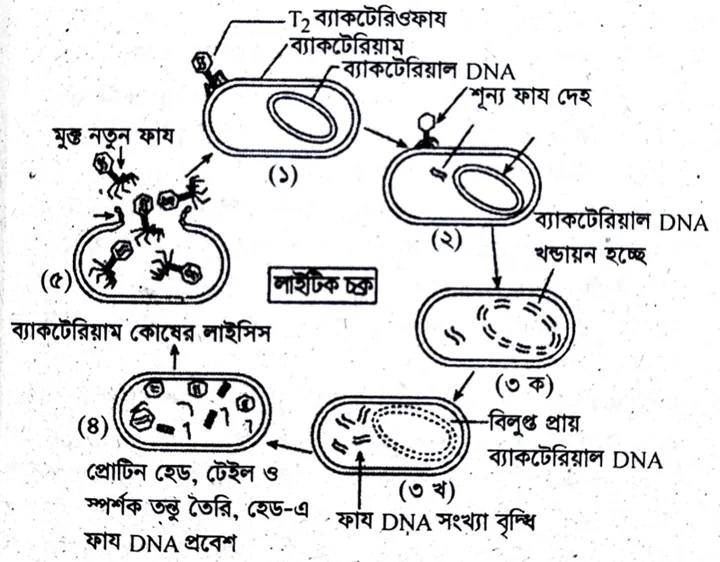 T2 ব্যাকটেরিওফায
ব্যাকটেরিয়াম
ব্যাকটেরিয়াল DNA
শূন্য ফায দেহ
মুক্ত নতুন ফায
(১)
(২)
ব্যাকটেরিয়াল DNA
খন্ডায়ন হচ্ছে
(৫)
লাইটিক চক্র
ব্যাকটেরিয়াম কোষের লাইসিস
(৩ ক)
(৪)
বিলুপ্ত প্রায়
ব্যাকটেরিয়াল DNA
(৩ খ)
প্রোটিন হেড, টেইল ও
স্পর্শক তন্তু তৈরি, হেড-এ
ফায DNA প্রবেশ
ফায DNA সংখ্যা বৃদ্ধি